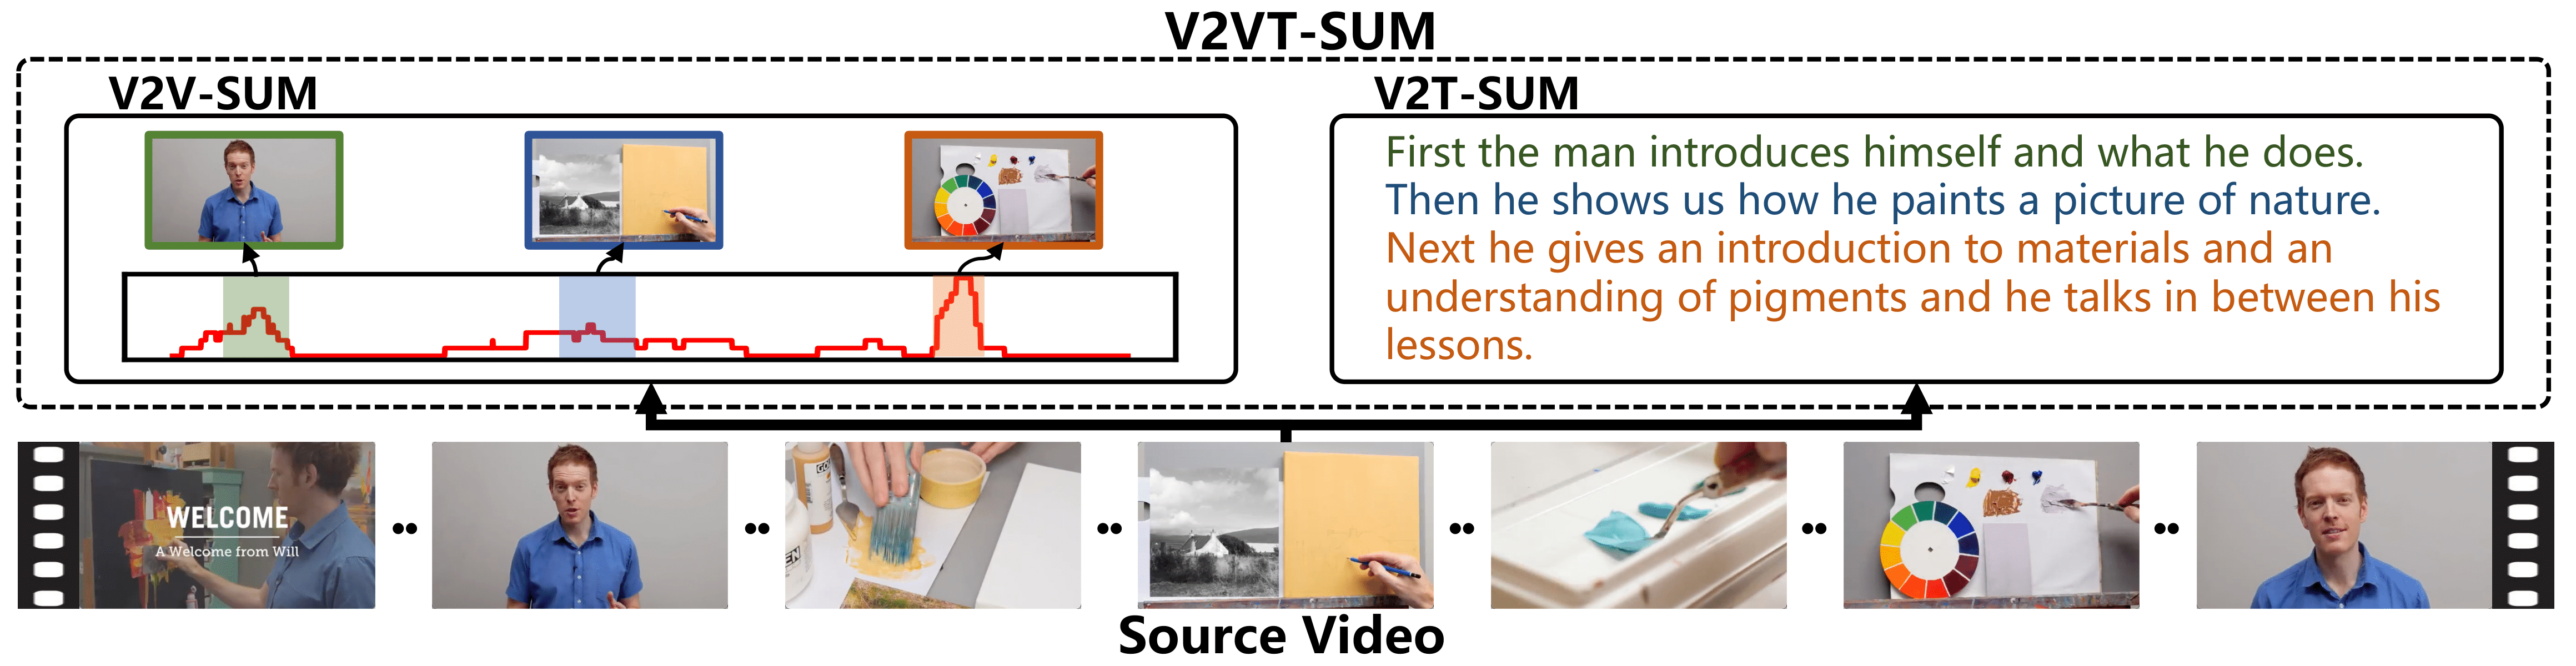 V2VT-SUM
V2V-SUM
V2T-SUM
First the man introduces himself and what he does.
Then he shows us how he paints a picture of nature.
Next he gives an introduction to materials and an
understanding of pigments and he talks in between his
lessons.
WELCOME
A Welcome from Will
Source Video